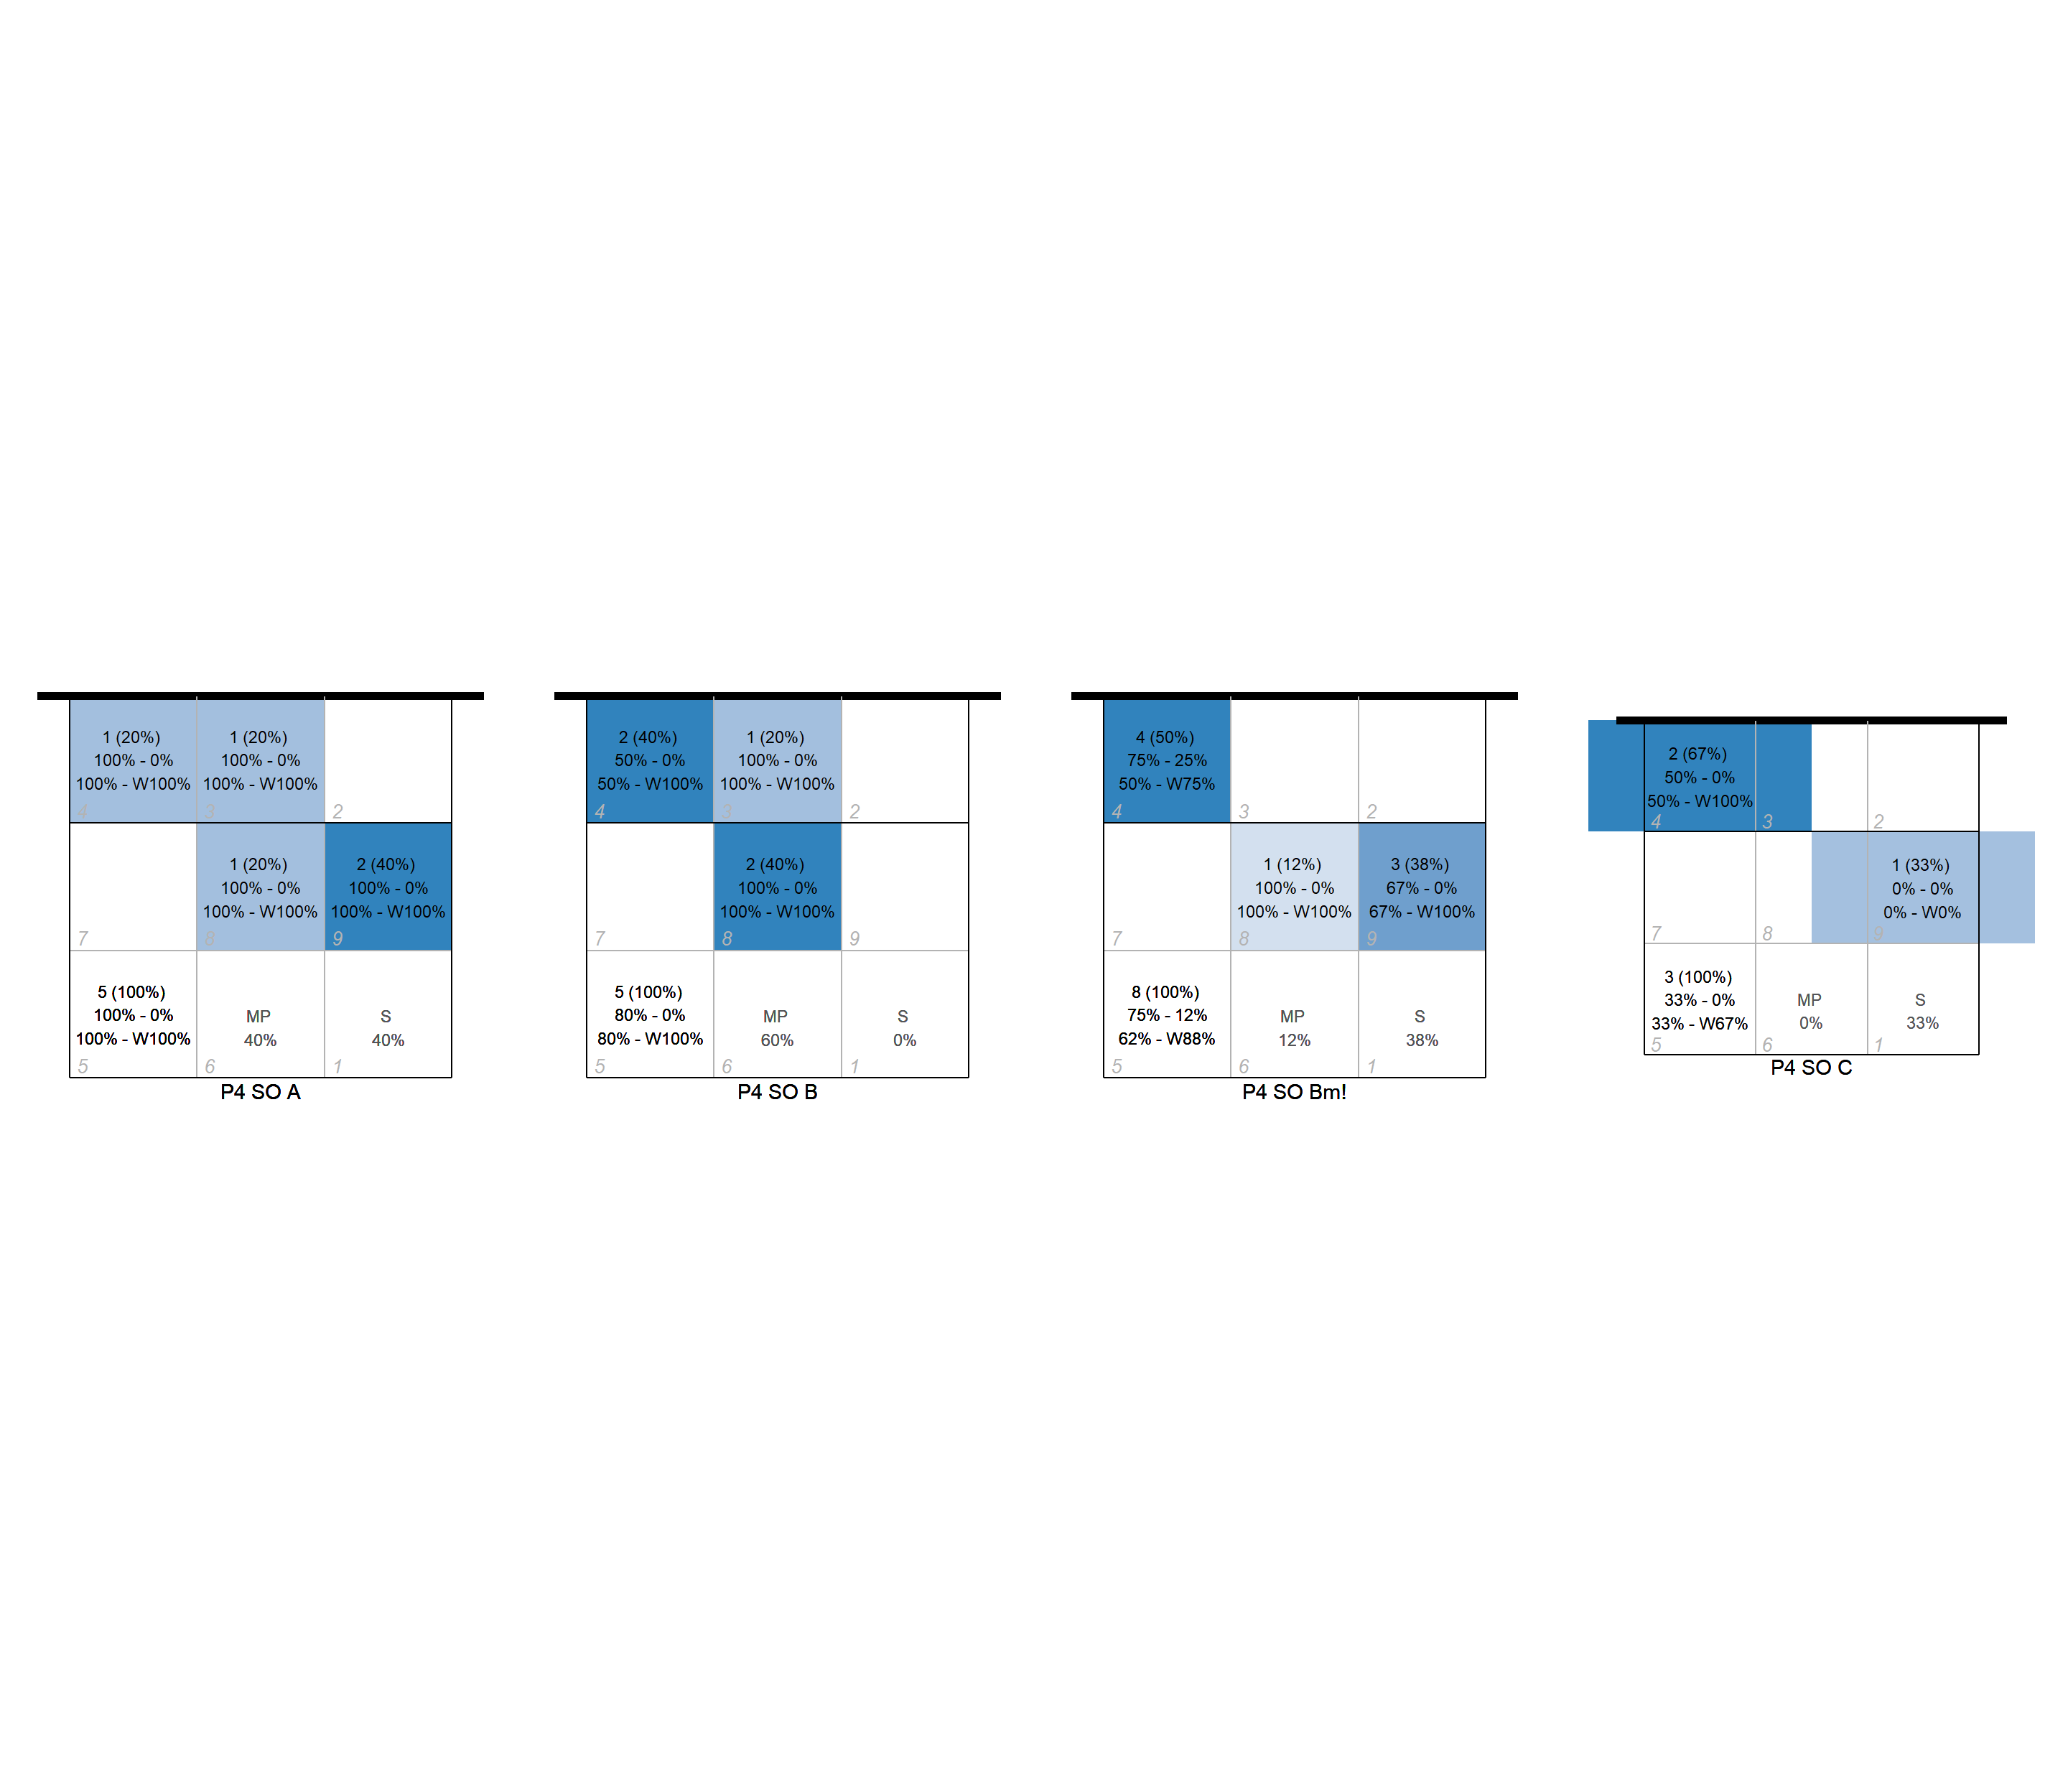 1 (20%)
100% - 0%
100% - W100%
4
1 (20%)
100% - 0%
100% - W100%
3
2
7
1 (20%)
100% - 0%
100% - W100%
8
2 (40%)
100% - 0%
100% - W100%
9
5 (100%)
100% - 0%
100% - W100%
5
MP
40%
6
S
40%
1
P4 SO A
2 (40%)
50% - 0%
50% - W100%
4
1 (20%)
100% - 0%
100% - W100%
3
2
7
2 (40%)
100% - 0%
100% - W100%
8
9
5 (100%)
80% - 0%
80% - W100%
5
MP
60%
6
S
0%
1
P4 SO B
4 (50%)
75% - 25%
50% - W75%
4
3
2
7
1 (12%)
100% - 0%
100% - W100%
8
3 (38%)
67% - 0%
67% - W100%
9
8 (100%)
75% - 12%
62% - W88%
5
MP
12%
6
S
38%
1
P4 SO Bm!
2 (67%)
50% - 0%
50% - W100%
4
3
2
7
8
1 (33%)
0% - 0%
0% - W0%
9
3 (100%)
33% - 0%
33% - W67%
5
MP
0%
6
S
33%
1
P4 SO C